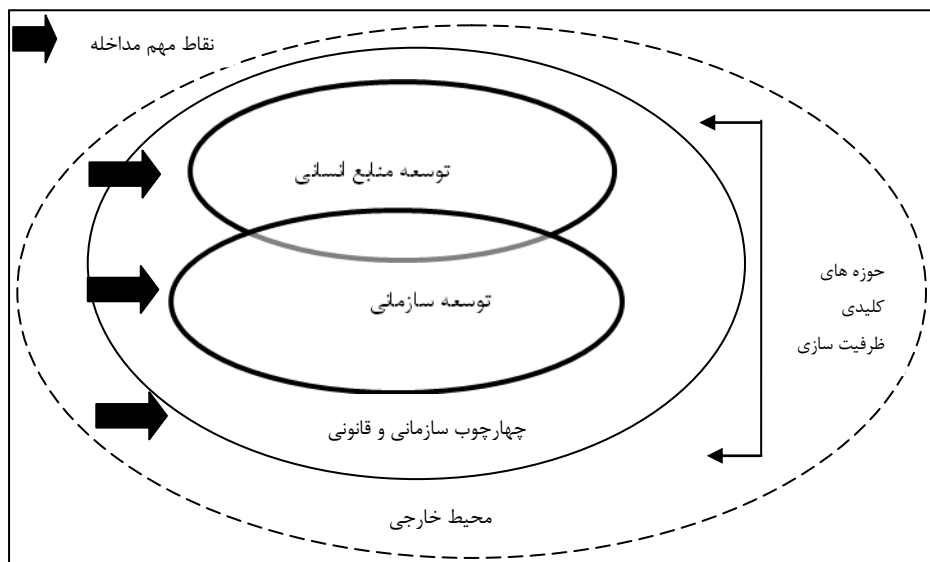 نقاط مهم مداخله
توسعه منابع انسانی
توسعه سازمانی
حوزه های
کلیدی
ظرفیت سازی
چهارچوب سازمانی و قانونی
محیط خارجی